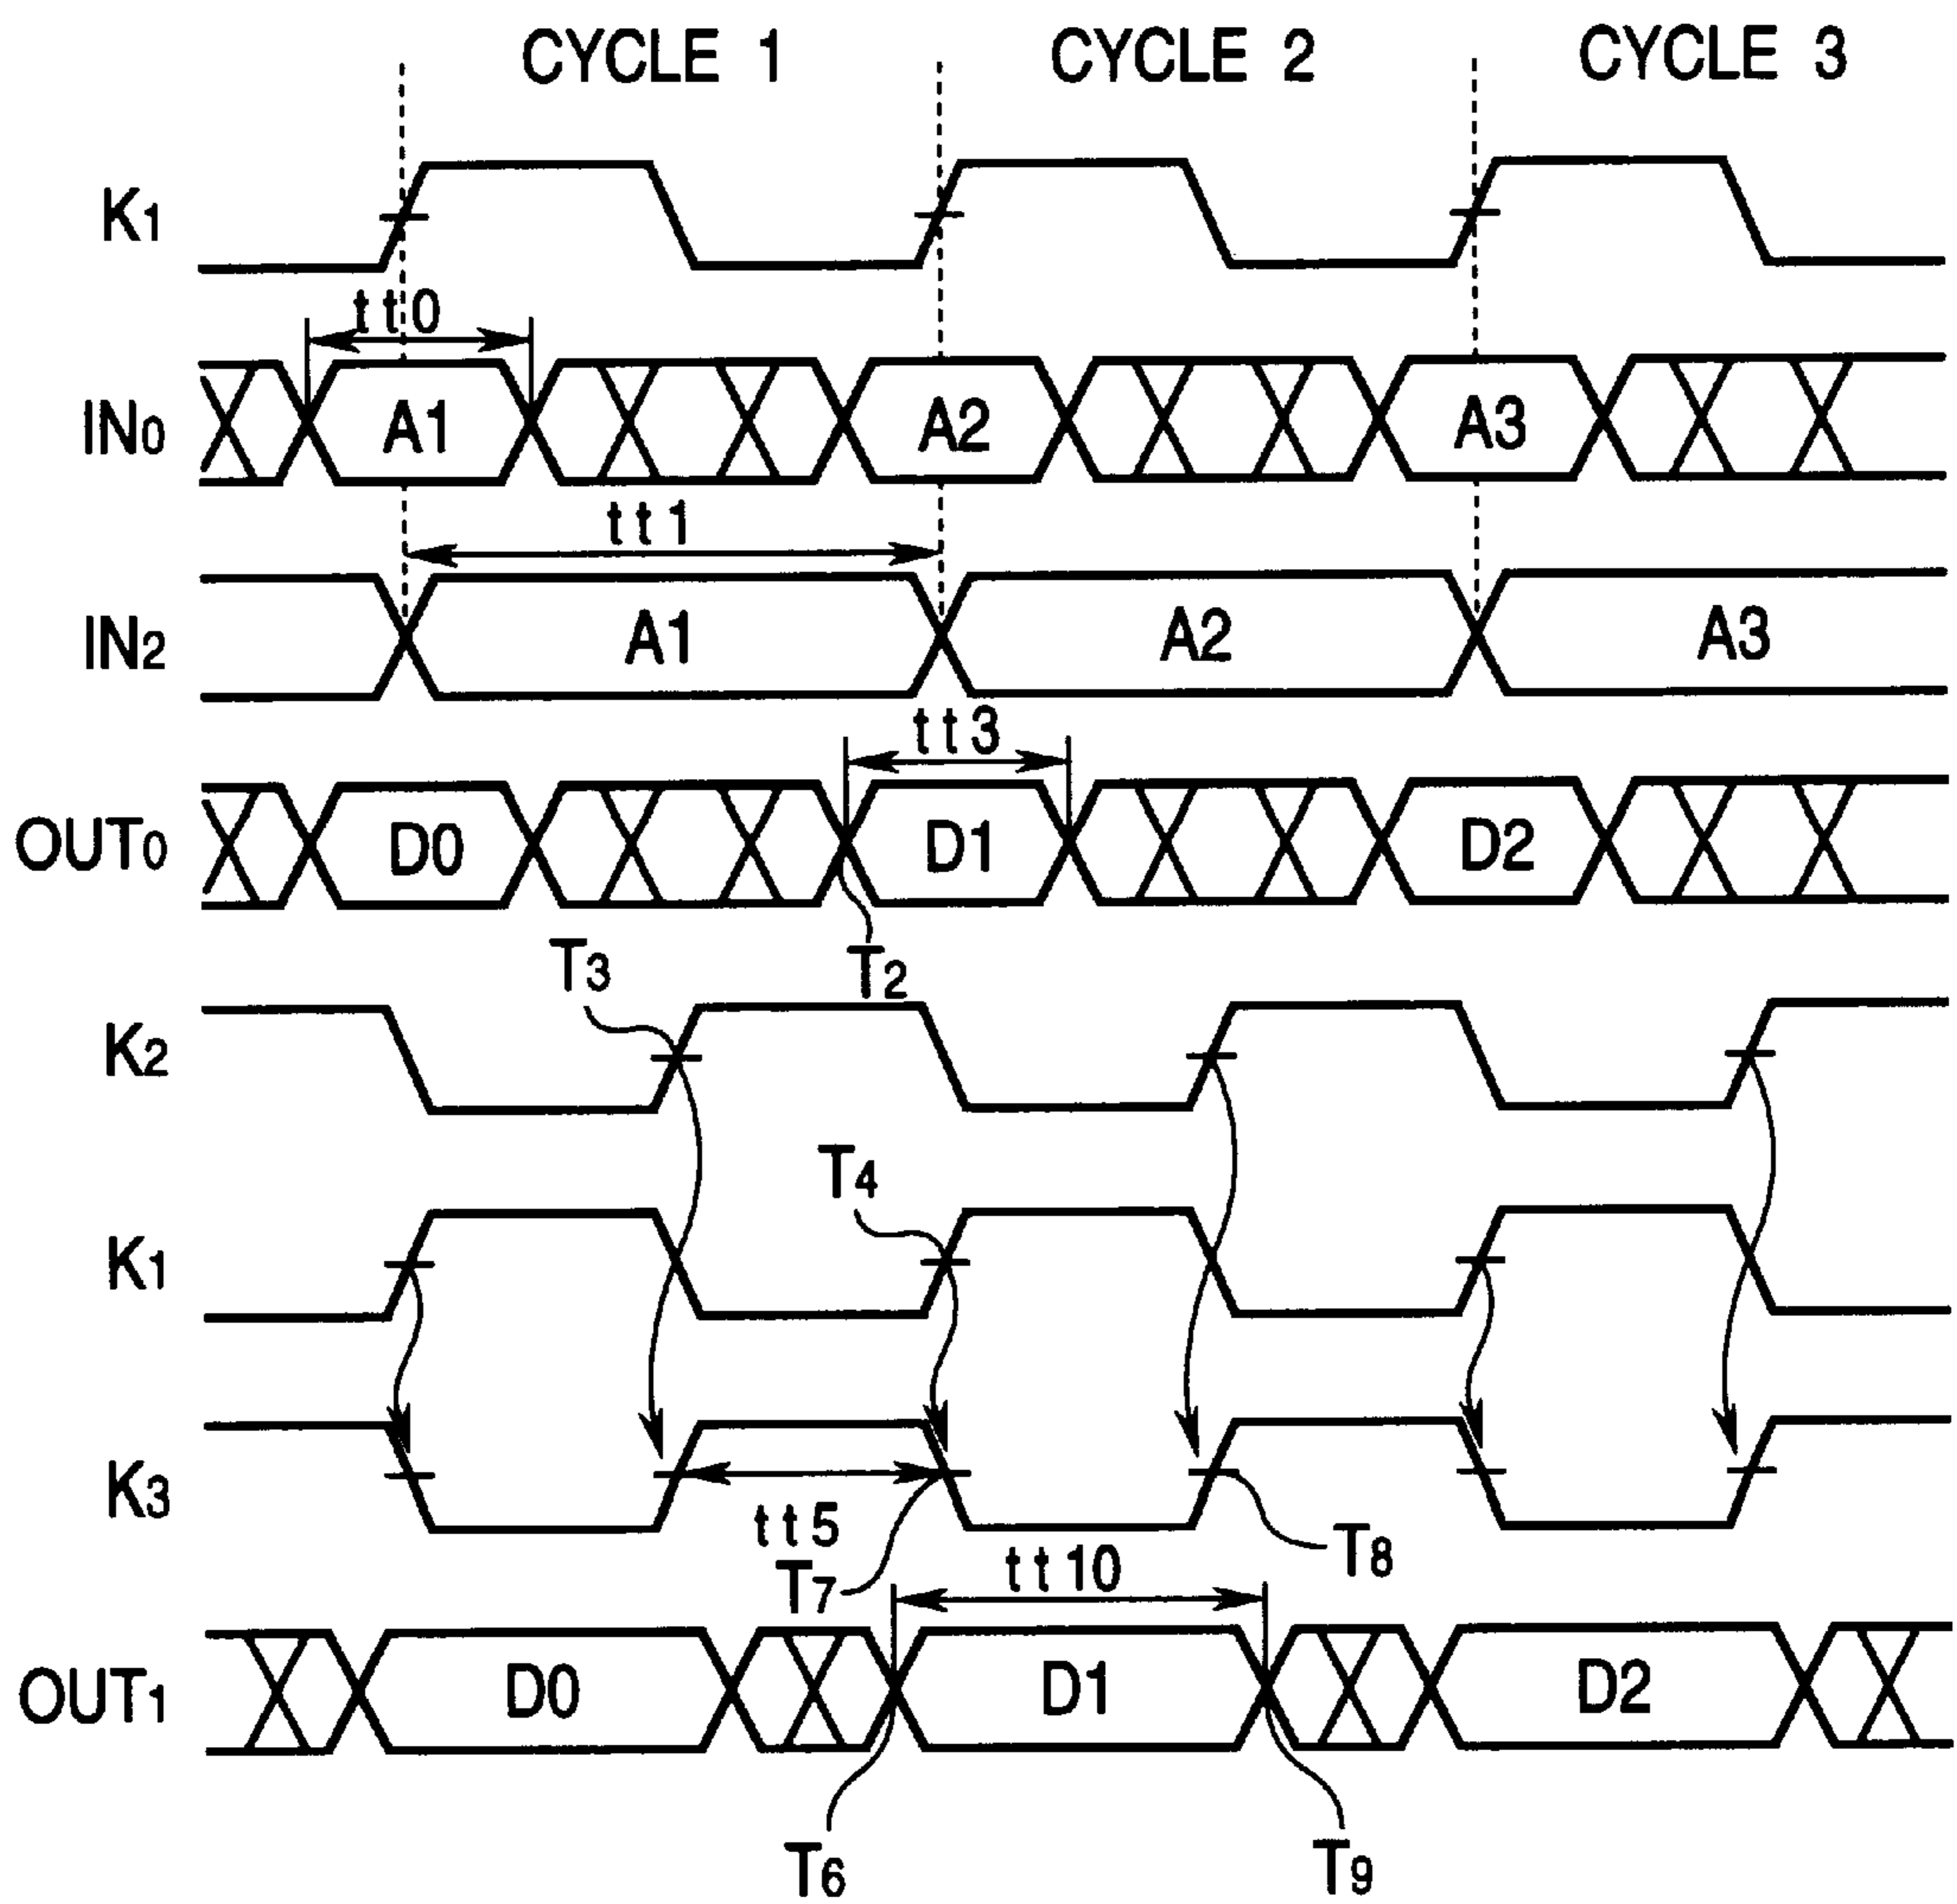 CYCLE 1 CYCLE 2 CYCLE 3
K1
tt0
IN0 A1 A2 A3
tt1
IN2 A1 A2 A3
tt3
OUT0 D0 D1 D2
T3 T2
K2
T4
K1
K3
tt5 T8
T7 tt10
OUT1 D0 D1 D2
T6 T9